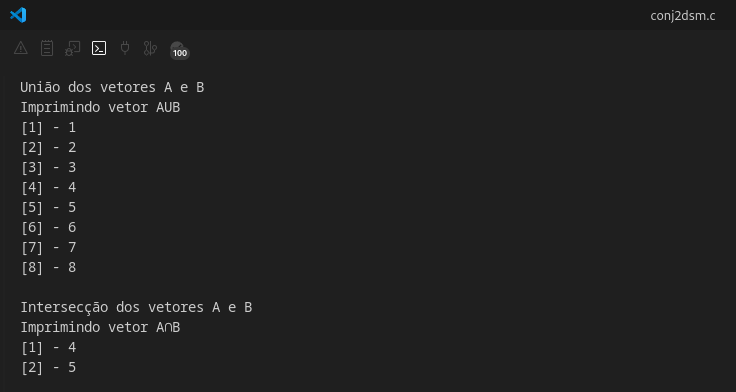 conj2dsm.c
100
União dos vetores A e B
Imprimindo vetor AUB
[1] - 1
[2] - 2
[3] - 3
[4] - 4
[5] - 5
[6] - 6
[7] - 7
[8] - 8
Intersecção dos vetores A e B
Imprimindo vetor A∩B
[1] - 4
[2] - 5